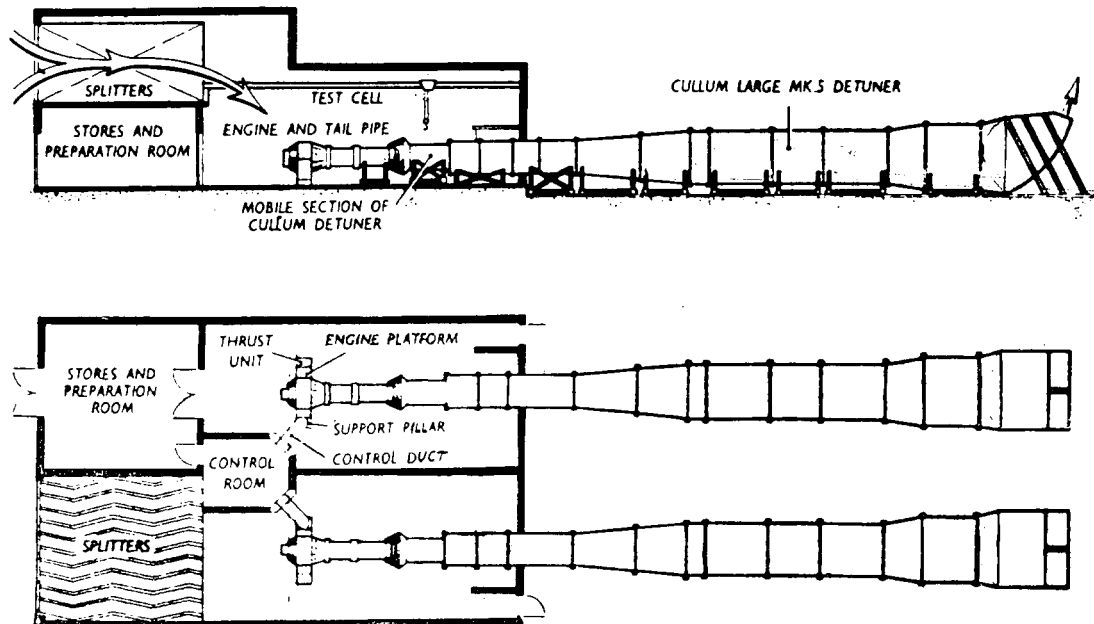 SPLITTERS
TEST CELL
CULLUM LARGE MK.5 DETUNER
STORES AND
PREPARATION ROOM
ENGINE AND TAIL PIPE
MOBILE SECTION OF
CULLUM DETUNER
THRUST
UNIT
ENGINE PLATFORM
STORES AND
PREPARATION
ROOM
SUPPORT PILLAR
CONTROL DUCT
CONTROL
ROOM
SPLITTERS